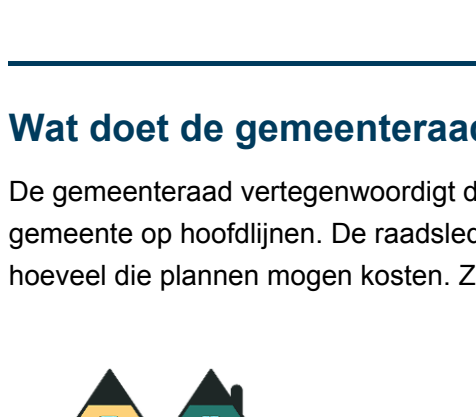 Wat doet de gemeenteraad
De gemeenteraad vertegenwoordigt d
gemeente op hoofdlijnen. De raadsled
hoeveel die plannen mogen kosten. Z